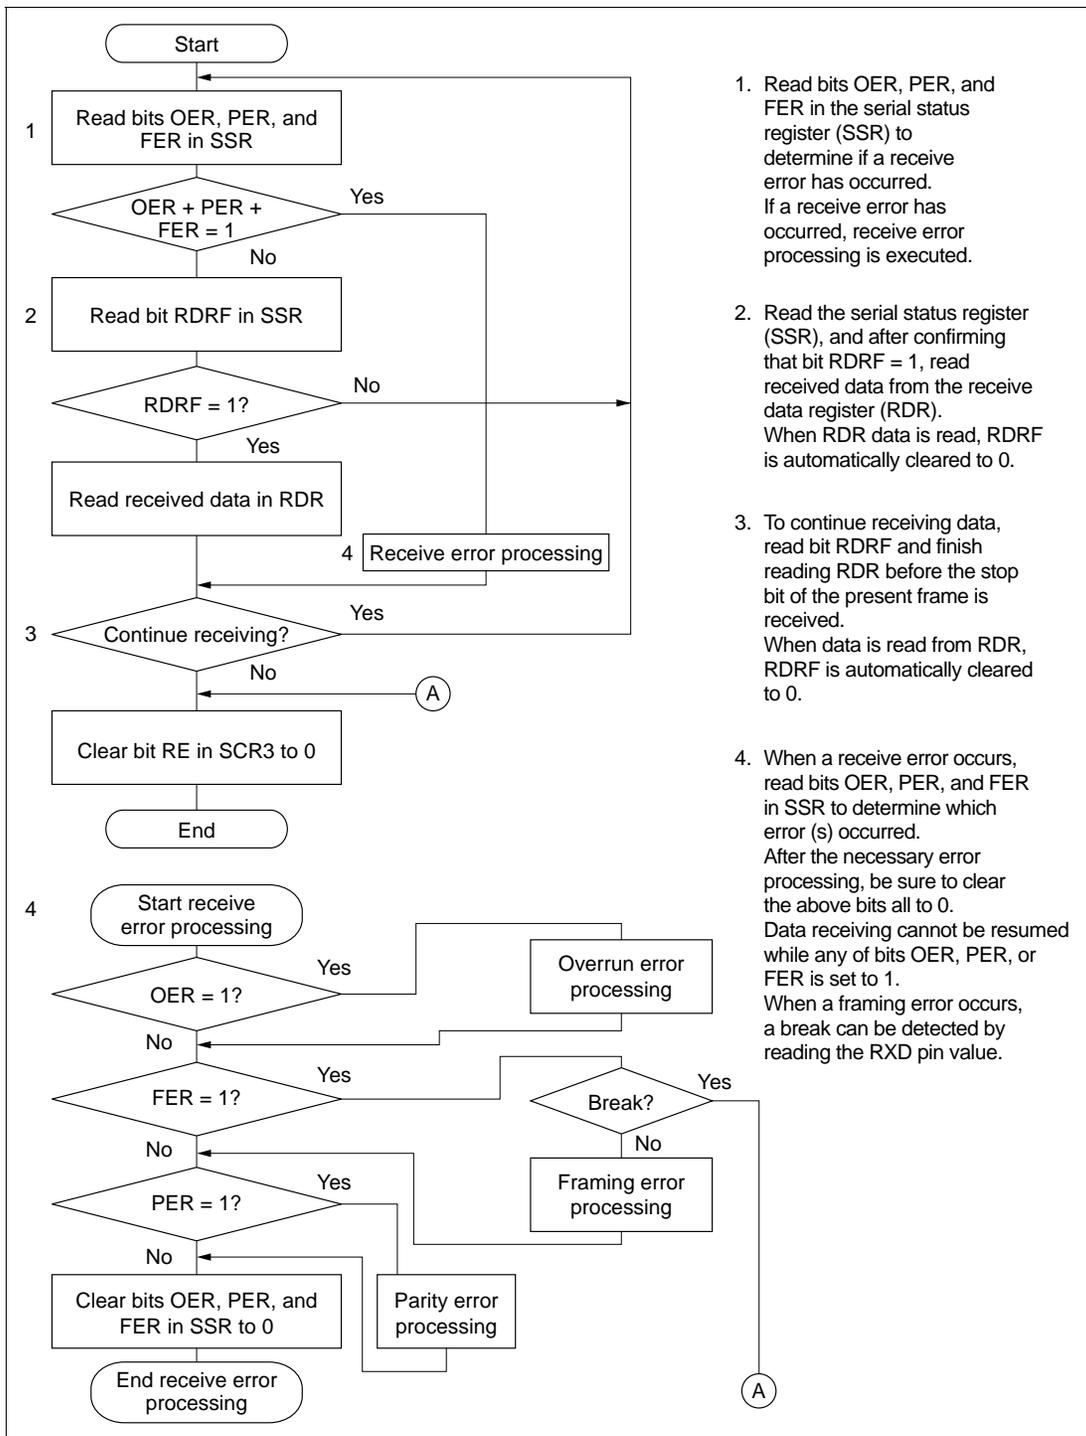 Start
1
Read bits OER, PER, and
FER in SSR
OER + PER +
FER = 1
Yes
No
2
Read bit RDRF in SSR
RDRF = 1?
No
Yes
Read received data in RDR
4
Receive error processing
3
Continue receiving?
Yes
No
A
Clear bit RE in SCR3 to 0
End
4
Start receive
error processing
OER = 1?
Yes
Overrun error
processing
No
FER = 1?
Yes
Break?
Yes
No
No
Framing error
processing
PER = 1?
Yes
No
Clear bits OER, PER, and
FER in SSR to 0
Parity error
processing
End receive error
processing
A
1. Read bits OER, PER, and
FER in the serial status
register (SSR) to
determine if a receive
error has occurred.
If a receive error has
occurred, receive error
processing is executed.
2. Read the serial status register
(SSR), and after confirming
that bit RDRF = 1, read
received data from the receive
data register (RDR).
When RDR data is read, RDRF
is automatically cleared to 0.
3. To continue receiving data,
read bit RDRF and finish
reading RDR before the stop
bit of the present frame is
received.
When data is read from RDR,
RDRF is automatically cleared
to 0.
4. When a receive error occurs,
read bits OER, PER, and FER
in SSR to determine which
error (s) occurred.
After the necessary error
processing, be sure to clear
the above bits all to 0.
Data receiving cannot be resumed
while any of bits OER, PER, or
FER is set to 1.
When a framing error occurs,
a break can be detected by
reading the RXD pin value.